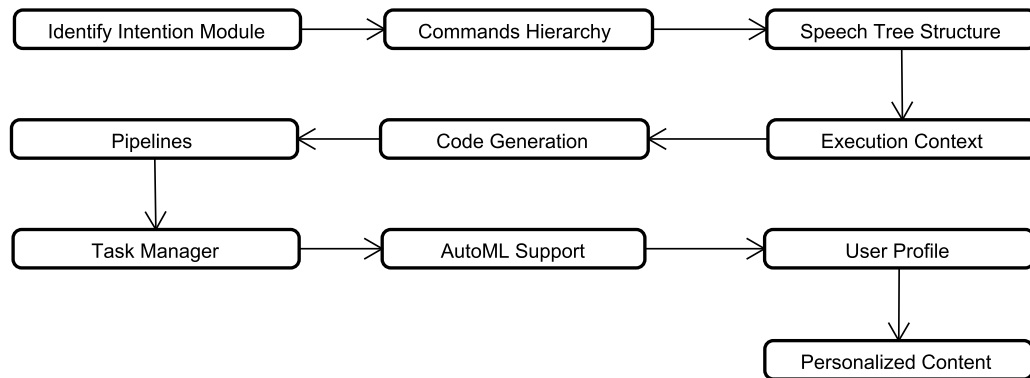 Identify Intention Module
Commands Hierarchy
Speech Tree Structure
Execution Context
Code Generation
Pipelines
Task Manager
AutoML Support
User Profile
Personalized Content